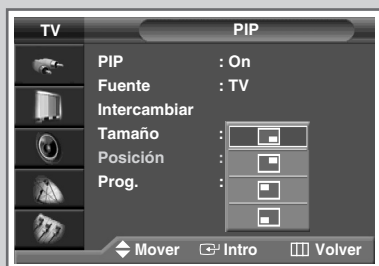 TV PIP
PIP : On
Fuente : TV
Intercambiar
Tamaño :
Posición
Prog. :
Mover Intro Volver